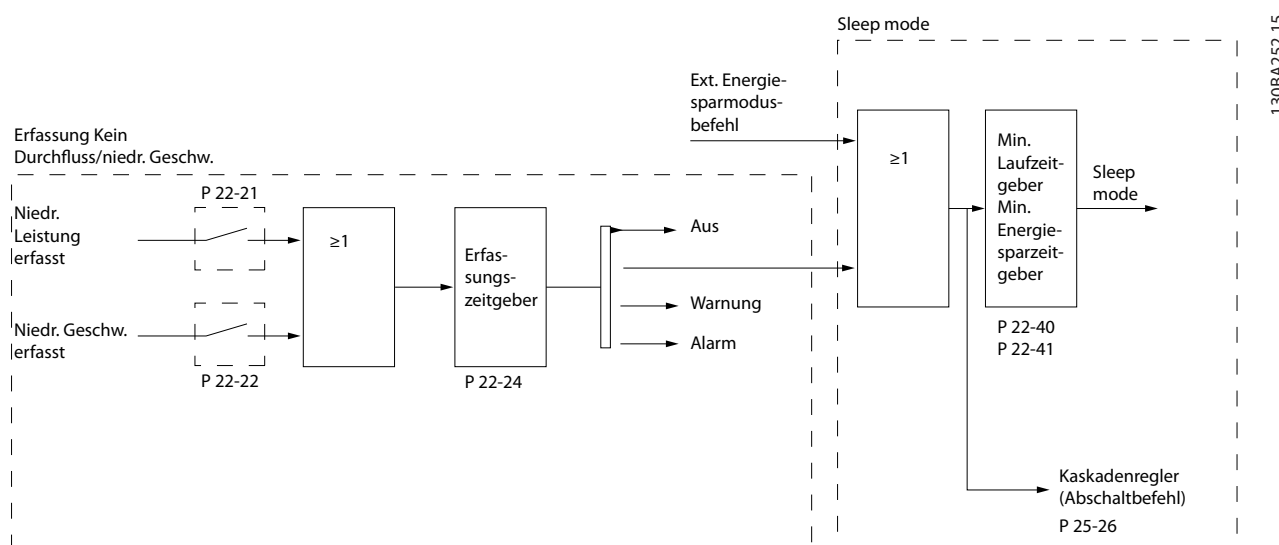 Sleep mode
130BA252.15
Ext. Energie-
sparmodus-
befehl
Erfassung Kein
Durchfluss/niedr. Geschw.
P 22-21
Niedr.
Leistung
erfasst
≥1
Erfas-
sungs-
zeitgeber
Aus
Warnung
Alarm
Niedr. Geschw.
erfasst
P 22-22
P 22-24
≥1
Min.
Laufzeit-
geber
Min.
Energie-
sparzeit-
geber
Sleep
mode
P 22-40
P 22-41
Kaskadenregler
(Abschaltbefehl)
P 25-26